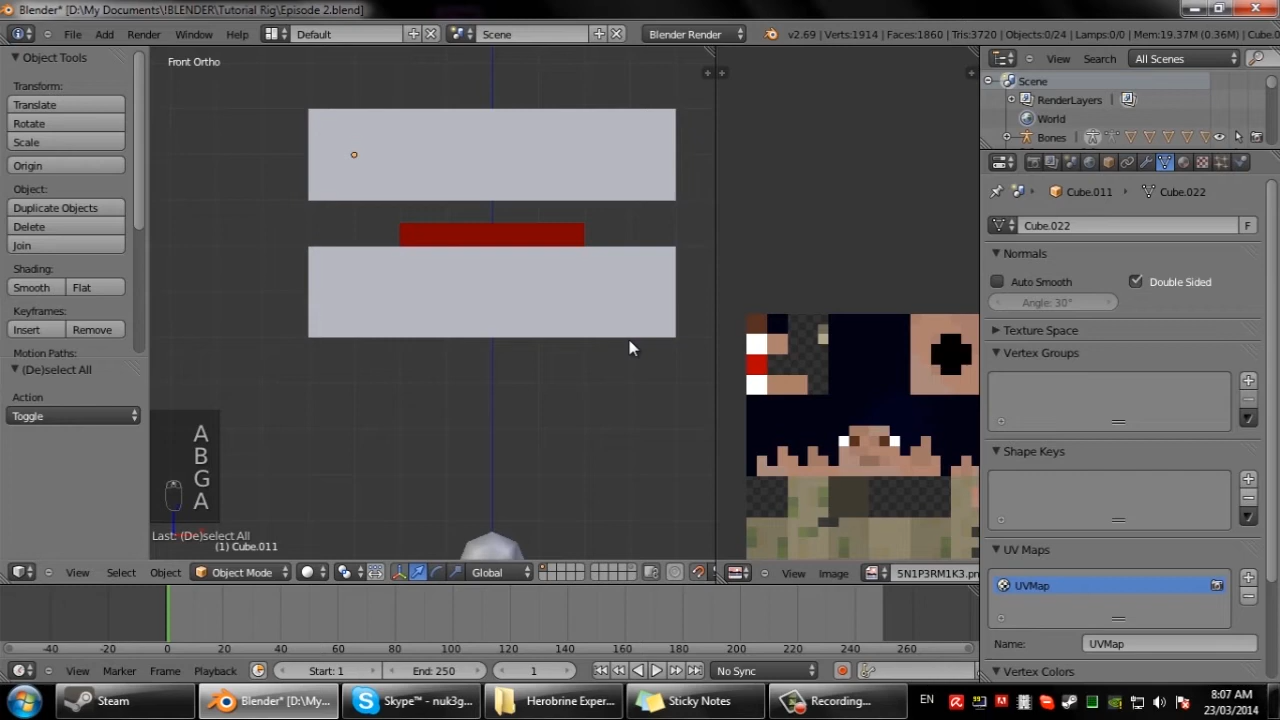 Blender* [D:\My Documents\!BLENDER\Tutorial Rig\Episode 2.blend]
File Add Render Window Help Default Scene Blender Render v2.69 | Verts:1914 | Faces:1860 | Tris:3720 | Objects:0/24 | Lamps:0/0 | Mem:19.37M (0.36M) | Cube.0
Object Tools
Transform:
Translate
Rotate
Scale
Origin
Object:
Duplicate Objects
Delete
Join
Shading:
Smooth Flat
Keyframes:
Insert Remove
Motion Paths:
(De)select All
Action
Toggle
Front Ortho
A
B
G
A
Last: (De)select All
(1) Cube.011
View Select Object Object Mode Global
View Image 5N1P3RM1K3.pn
View Search All Scenes
Scene
RenderLayers
World
Bones
Cube.011 Cube.022
Cube.022 F
Normals
Auto Smooth Double Sided
Angle: 30°
Texture Space
Vertex Groups
Shape Keys
UV Maps
UVMap
Name: UVMap
Vertex Colors
-40 -20 0 20 40 60 80 100 120 140 160 180 200 220 240 260
View Marker Frame Playback Start: 1 End: 250 1 No Sync
Steam Blender* [D:\My... Skype™ - nuk3g... Herobrine Exper... Sticky Notes Recording... EN 8:07 AM
23/03/2014